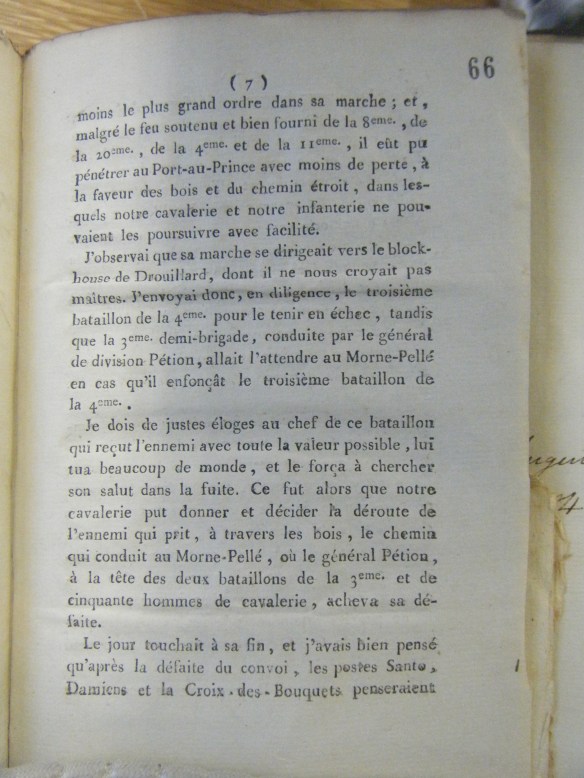 66
( 7 )
moins le plus grand ordre dans sa marche ; et,
malgré le feu soutenu et bien fourni de la 8eme. , de
la 20eme. , de la 4eme. et de la 11eme. , il eût pu
pénétrer au Port-au-Prince avec moins de perte, à
la faveur des bois et du chemin étroit, dans les-
quels notre cavalerie et notre infanterie ne pou-
vaient les poursuivre avec facilité.
J'observai que sa marche se dirigeait vers le block-
house de Drouillard, dont il ne nous croyait pas
maîtres. J'envoyai donc, en diligence, le troisième
bataillon de la 4eme. pour le tenir en échec, tandis
que la 3eme. demi-brigade, conduite par le général
de division Pétion, allait l'attendre au Morne-Pellé
en cas qu'il enfonçât le troisième bataillon de
la 4eme. .
Je dois de justes éloges au chef de ce bataillon
qui reçut l'ennemi avec toute la valeur possible, lui
tua beaucoup de monde, et le força à chercher
son salut dans la fuite. Ce fut alors que notre
cavalerie put donner et décider la déroute de
l'ennemi qui prit, à travers les bois, le chemin
qui conduit au Morne-Pellé, où le général Pétion,
à la tête des deux bataillons de la 3eme. et de
cinquante hommes de cavalerie, acheva sa dé-
faite.
Le jour touchait à sa fin, et j'avais bien pensé
qu'après la défaite du convoi, les postes Santo,
Damiens et la Croix-des-Bouquets penseraient
4